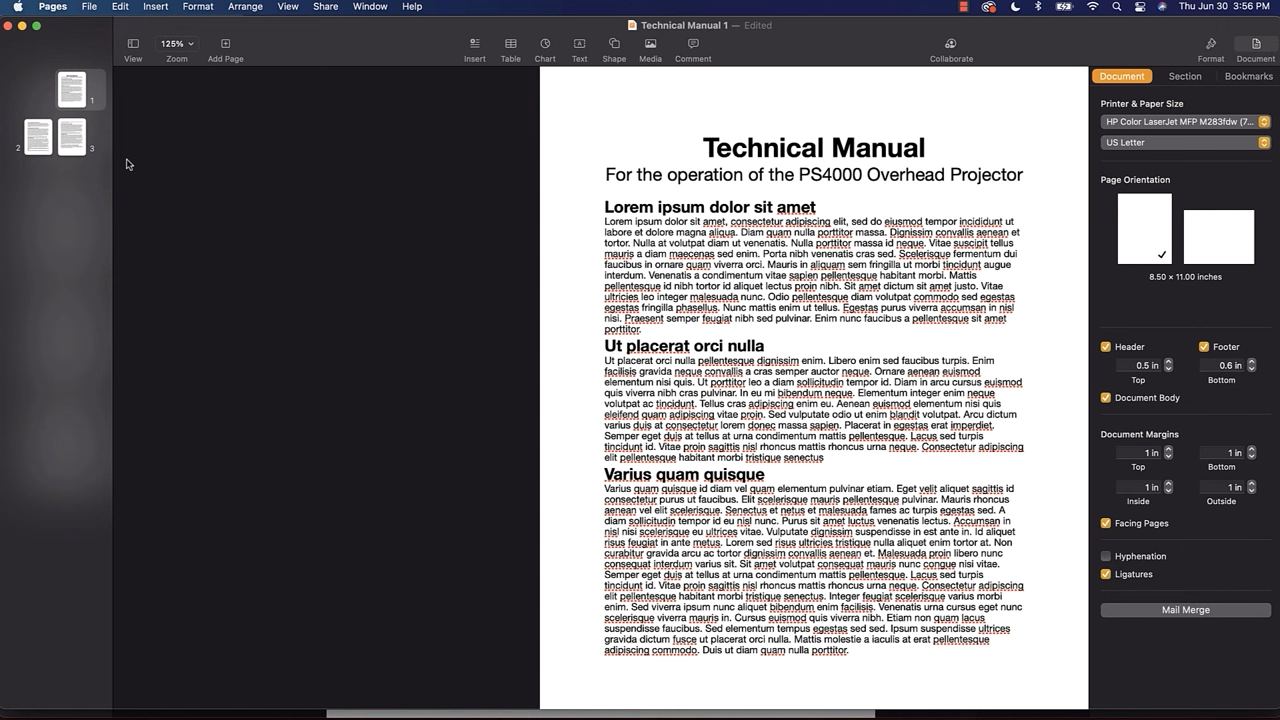 Pages File Edit Insert Format Arrange View Share Window Help
Thu Jun 30 3:56 PM
Technical Manual 1 — Edited
125%
View Zoom Add Page Insert Table Chart Text Shape Media Comment Collaborate Format Document
1
2 3
Technical Manual
For the operation of the PS4000 Overhead Projector
Lorem ipsum dolor sit amet
Lorem ipsum dolor sit amet, consectetur adipiscing elit, sed do eiusmod tempor incididunt ut
labore et dolore magna aliqua. Diam quam nulla porttitor massa. Dignissim convallis aenean et
tortor. Nulla at volutpat diam ut venenatis. Nulla porttitor massa id neque. Vitae suscipit tellus
mauris a diam maecenas sed enim. Porta nibh venenatis cras sed. Scelerisque fermentum dui
faucibus in ornare quam viverra orci. Mauris in aliquam sem fringilla ut morbi tincidunt augue
interdum. Venenatis a condimentum vitae sapien pellentesque habitant morbi. Mattis
pellentesque id nibh tortor id aliquet lectus proin nibh. Sit amet dictum sit amet justo. Vitae
ultricies leo integer malesuada nunc. Odio pellentesque diam volutpat commodo sed egestas
egestas fringilla phasellus. Nunc mattis enim ut tellus. Egestas purus viverra accumsan in nisl
nisi. Praesent semper feugiat nibh sed pulvinar. Enim nunc faucibus a pellentesque sit amet
porttitor.
Ut placerat orci nulla
Ut placerat orci nulla pellentesque dignissim enim. Libero enim sed faucibus turpis. Enim
facilisis gravida neque convallis a cras semper auctor neque. Ornare aenean euismod
elementum nisi quis. Ut porttitor leo a diam sollicitudin tempor id. Diam in arcu cursus euismod
quis viverra nibh cras pulvinar. In eu mi bibendum neque. Elementum integer enim neque
volutpat ac tincidunt. Tellus cras adipiscing enim eu. Aenean euismod elementum nisi quis
eleifend quam adipiscing vitae proin. Sed vulputate odio ut enim blandit volutpat. Placerat in egestas erat imperdiet.
varius duis at consectetur lorem donec massa sapien.
Semper eget duis at tellus at urna condimentum mattis pellentesque. Lacus sed turpis
tincidunt id. Vitae proin sagittis nisl rhoncus mattis rhoncus urna neque. Consectetur adipiscing
elit pellentesque habitant morbi tristique senectus
Varius quam quisque
Varius quam quisque id diam vel quam elementum pulvinar etiam. Eget velit aliquet sagittis id
consectetur purus ut faucibus. Elit scelerisque mauris pellentesque pulvinar. Mauris rhoncus
aenean vel elit scelerisque. Senectus et netus et malesuada fames ac turpis egestas sed. A
diam sollicitudin tempor id eu nisl nunc. Purus sit amet luctus venenatis lectus. Accumsan in
nisl nisi scelerisque eu ultrices vitae. Vulputate dignissim suspendisse in est ante in. Id aliquet
risus feugiat in ante metus. Lorem sed risus ultricies tristique nulla aliquet enim tortor at. Non
curabitur gravida arcu ac tortor dignissim convallis aenean et. Malesuada proin libero nunc
consequat interdum varius sit. Sit amet volutpat consequat mauris nunc congue nisi vitae.
Semper eget duis at tellus at urna condimentum mattis pellentesque. Lacus sed turpis
tincidunt id. Vitae proin sagittis nisl rhoncus mattis rhoncus urna neque. Consectetur adipiscing
elit pellentesque habitant morbi tristique senectus. Integer feugiat scelerisque varius morbi
enim. Sed viverra ipsum nunc aliquet bibendum enim facilisis. Venenatis urna cursus eget nunc
scelerisque viverra mauris in. Cursus euismod quis viverra nibh. Etiam non quam lacus
suspendisse faucibus. Sed elementum tempus egestas sed sed. Ipsum suspendisse ultrices
gravida dictum fusce ut placerat orci nulla. Mattis molestie a iaculis at erat pellentesque
adipiscing commodo. Duis ut diam quam nulla porttitor.
Document Section Bookmarks
Printer & Paper Size
HP Color LaserJet MFP M283fdw (7...
US Letter
Page Orientation
8.50 × 11.00 inches
Header Footer
0.5 in 0.6 in
Top Bottom
Document Body
Document Margins
1 in 1 in
Top Bottom
1 in 1 in
Inside Outside
Facing Pages
Hyphenation
Ligatures
Mail Merge